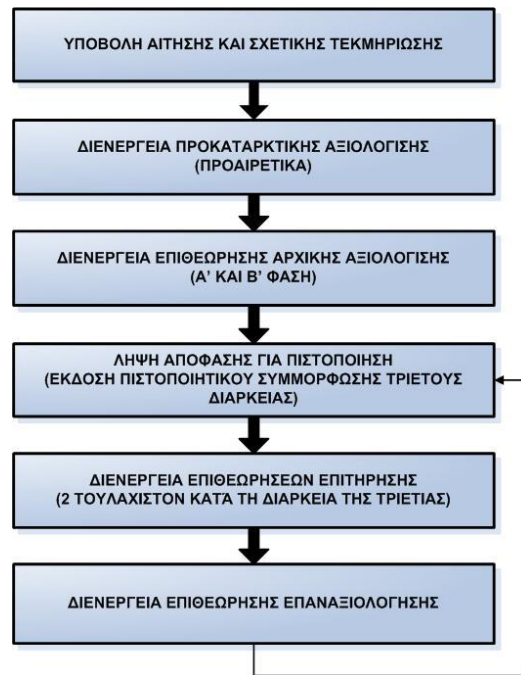 ΥΠΟΒΟΛΗ ΑΙΤΗΣΗΣ ΚΑΙ ΣΧΕΤΙΚΗΣ ΤΕΚΜΗΡΙΩΣΗΣ
ΔΙΕΝΕΡΓΕΙΑ ΠΡΟΚΑΤΑΡΚΤΙΚΗΣ ΑΞΙΟΛΟΓΙΣΗΣ
(ΠΡΟΑΙΡΕΤΙΚΑ)
ΔΙΕΝΕΡΓΕΙΑ ΕΠΙΘΕΩΡΗΣΗΣ ΑΡΧΙΚΗΣ ΑΞΙΟΛΟΓΙΣΗΣ
(Α' ΚΑΙ Β' ΦΑΣΗ)
ΛΗΨΗ ΑΠΟΦΑΣΗΣ ΓΙΑ ΠΙΣΤΟΠΟΙΗΣΗ
(ΕΚΔΟΣΗ ΠΙΣΤΟΠΟΙΗΤΙΚΟΥ ΣΥΜΜΟΡΦΩΣΗΣ ΤΡΙΕΤΟΥΣ
ΔΙΑΡΚΕΙΑΣ)
ΔΙΕΝΕΡΓΕΙΑ ΕΠΙΘΕΩΡΗΣΕΩΝ ΕΠΙΤΗΡΗΣΗΣ
(2 ΤΟΥΛΑΧΙΣΤΟΝ ΚΑΤΆ ΤΗ ΔΙΑΡΚΕΙΑ ΤΗΣ ΤΡΙΕΤΙΑΣ)
ΔΙΕΝΕΡΓΕΙΑ ΕΠΙΘΕΩΡΗΣΗΣ ΕΠΑΝΑΞΙΟΛΟΓΗΣΗΣ